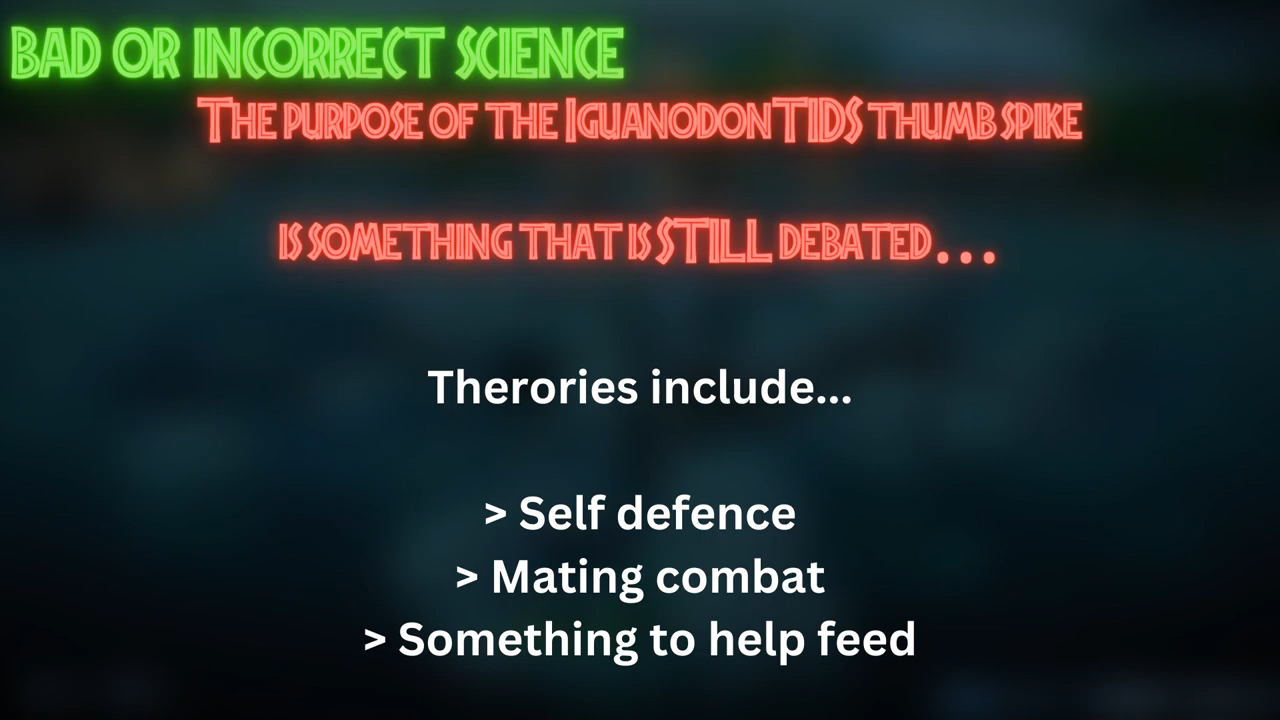 BAD OR INCORRECT SCIENCE
THE PURPOSE OF THE IGUANODONTIDS THUMB SPIKE
IS SOMETHING THAT IS STILL DEBATED...
Therories include...
> Self defence
> Mating combat
> Something to help feed